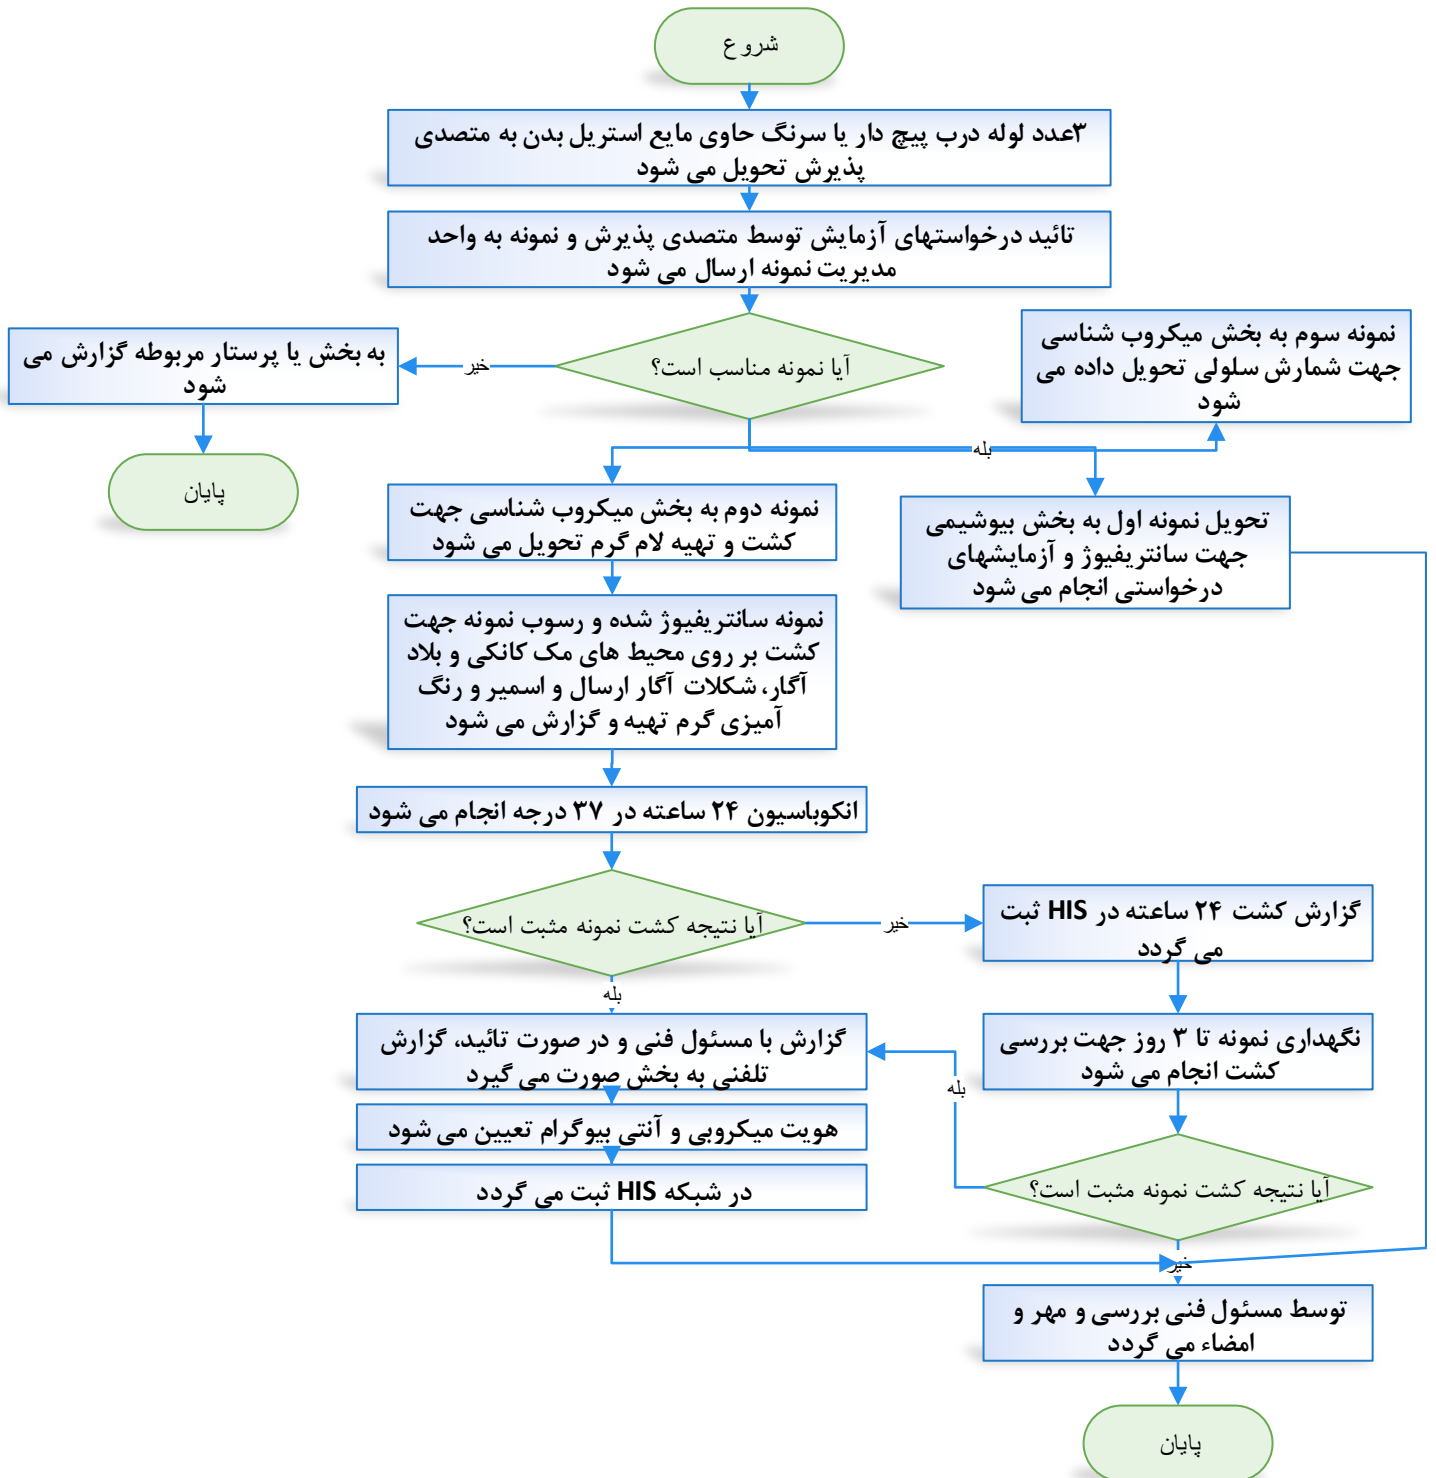 شروع
۳عدد لوله درب پیچ دار یا سرنگ حاوی مایع استریل بدن به متصدی
پذیرش تحویل می شود
تائید درخواستهای آزمایش توسط متصدی پذیرش و نمونه به واحد
مدیریت نمونه ارسال می شود
آیا نمونه مناسب است؟
خیر
به بخش یا پرستار مربوطه گزارش می
شود
پایان
بله
نمونه سوم به بخش میکروب شناسی
جهت شمارش سلولی تحویل داده می
شود
تحویل نمونه اول به بخش بیوشیمی
جهت سانتریفیوژ و آزمایشهای
درخواستی انجام می شود
نمونه دوم به بخش میکروب شناسی جهت
کشت و تهیه لام گرم تحویل می شود
نمونه سانتریفیوژ شده و رسوب نمونه جهت
کشت بر روی محیط های مک کانکی و بلاد
آگار، شکلات آگار ارسال و اسمیر و رنگ
آمیزی گرم تهیه و گزارش می شود
انکوباسیون ۲۴ ساعته در ۳۷ درجه انجام می شود
آیا نتیجه کشت نمونه مثبت است؟
خیر
گزارش کشت ۲۴ ساعته در HIS ثبت
می گردد
بله
نگهداری نمونه تا ۳ روز جهت بررسی
کشت انجام می شود
گزارش با مسئول فنی و در صورت تائید، گزارش
تلفنی به بخش صورت می گیرد
بله
هویت میکروبی و آنتی بیوگرام تعیین می شود
آیا نتیجه کشت نمونه مثبت است؟
در شبکه HIS ثبت می گردد
خیر
توسط مسئول فنی بررسی و مهر و
امضاء می گردد
پایان